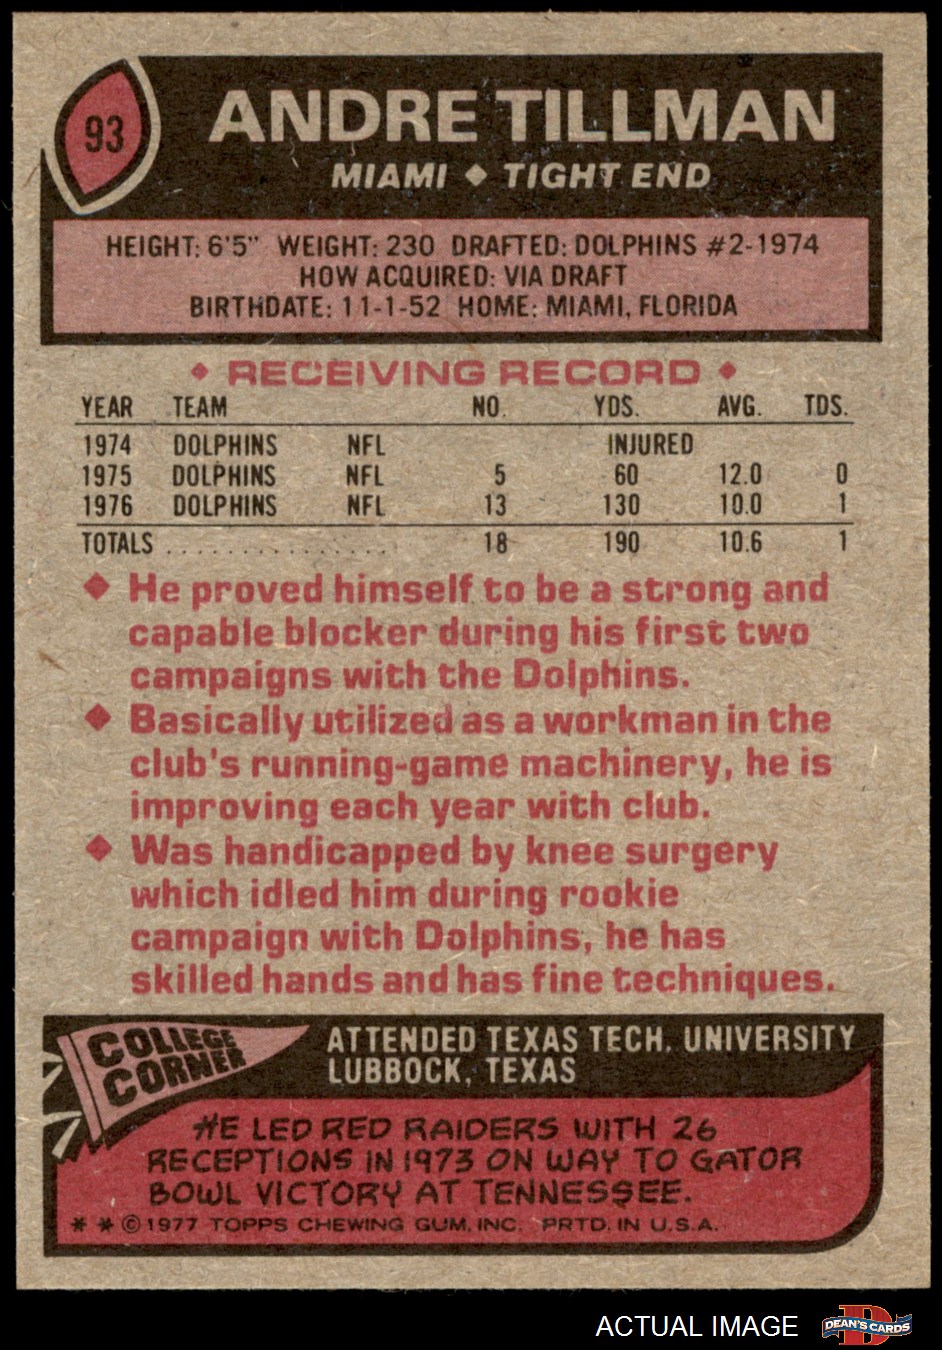 93
ANDRE TILLMAN
MIAMI ◆ TIGHT END
HEIGHT: 6'5" WEIGHT: 230 DRAFTED: DOLPHINS #2-1974
HOW ACQUIRED: VIA DRAFT
BIRTHDATE: 11-1-52 HOME: MIAMI, FLORIDA
◆ RECEIVING RECORD ◆
YEAR TEAM NO. YDS. AVG. TDS.
1974 DOLPHINS NFL INJURED
1975 DOLPHINS NFL 5 60 12.0 0
1976 DOLPHINS NFL 13 130 10.0 1
TOTALS . . . . . . . . . . . . . . . . 18 190 10.6 1
◆ He proved himself to be a strong and
capable blocker during his first two
campaigns with the Dolphins.
◆ Basically utilized as a workman in the
club's running-game machinery, he is
improving each year with club.
◆ Was handicapped by knee surgery
which idled him during rookie
campaign with Dolphins, he has
skilled hands and has fine techniques.
COLLEGE
CORNER
ATTENDED TEXAS TECH. UNIVERSITY
LUBBOCK, TEXAS
HE LED RED RAIDERS WITH 26
RECEPTIONS IN 1973 ON WAY TO GATOR
BOWL VICTORY AT TENNESSEE.
* * © 1977 TOPPS CHEWING GUM, INC. PRTD. IN U.S.A.
ACTUAL IMAGE
D
DEAN'S CARDS